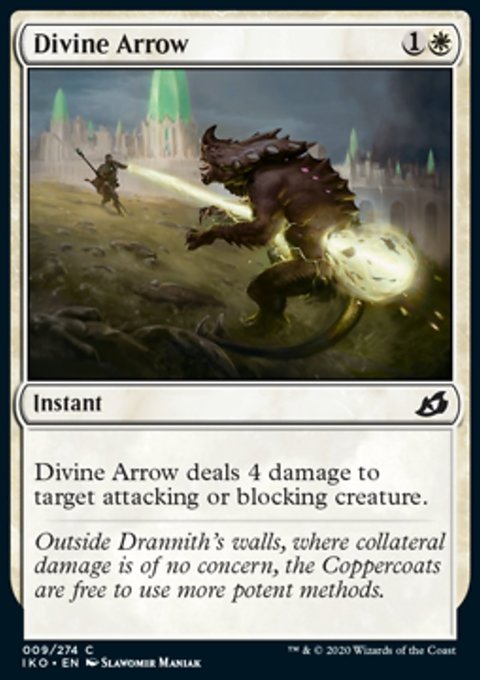 Divine Arrow 1
Instant
Divine Arrow deals 4 damage to
target attacking or blocking creature.
Outside Drannith's walls, where collateral
damage is of no concern, the Coppercoats
are free to use more potent methods.
009/274 C
IKO • EN Slawomir Maniak
™ & © 2020 Wizards of the Coast